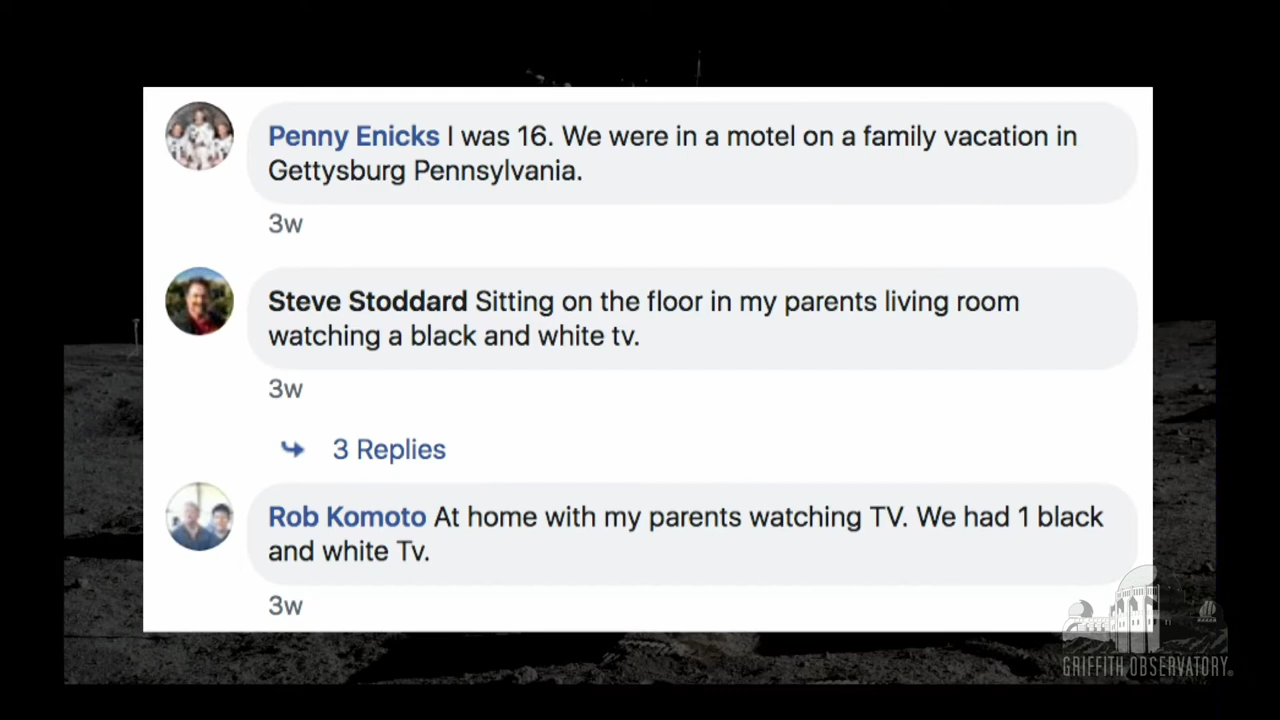 Penny Enicks I was 16. We were in a motel on a family vacation in
Gettysburg Pennsylvania.
3w
Steve Stoddard Sitting on the floor in my parents living room
watching a black and white tv.
3w
3 Replies
Rob Komoto At home with my parents watching TV. We had 1 black
and white Tv.
3w
GRIFFITH OBSERVATORY®